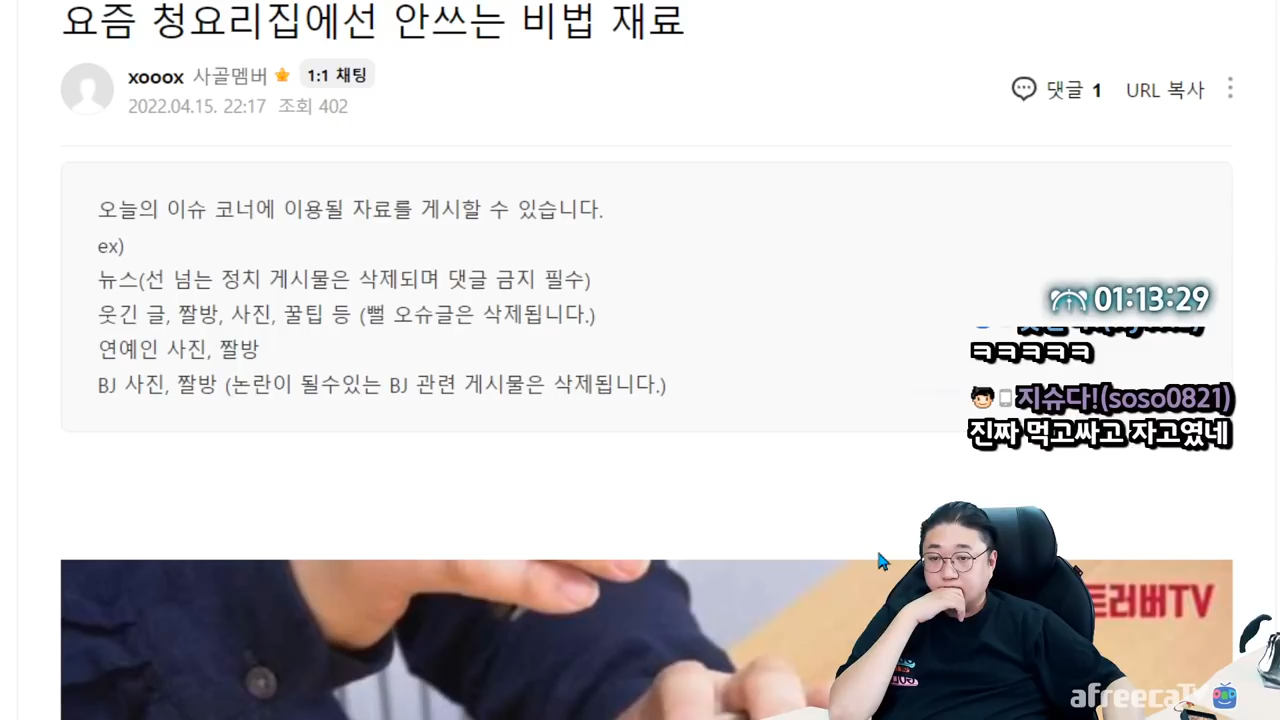 요즘 청요리집에선 안쓰는 비법 재료
xooox 사골멤버 1:1 채팅
2022.04.15. 22:17 조회 402
댓글 1 URL 복사
오늘의 이슈 코너에 이용될 자료를 게시할 수 있습니다.
ex)
뉴스(선 넘는 정치 게시물은 삭제되며 댓글 금지 필수)
웃긴 글, 짤방, 사진, 꿀팁 등 (뻘 오슈글은 삭제됩니다.)
연예인 사진, 짤방
BJ 사진, 짤방 (논란이 될수있는 BJ 관련 게시물은 삭제됩니다.)
01:13:29
ㅋㅋㅋㅋㅋ
지슈다!(soso0821)
진짜 먹고싸고 자고였네
트러버TV
afreecaTV